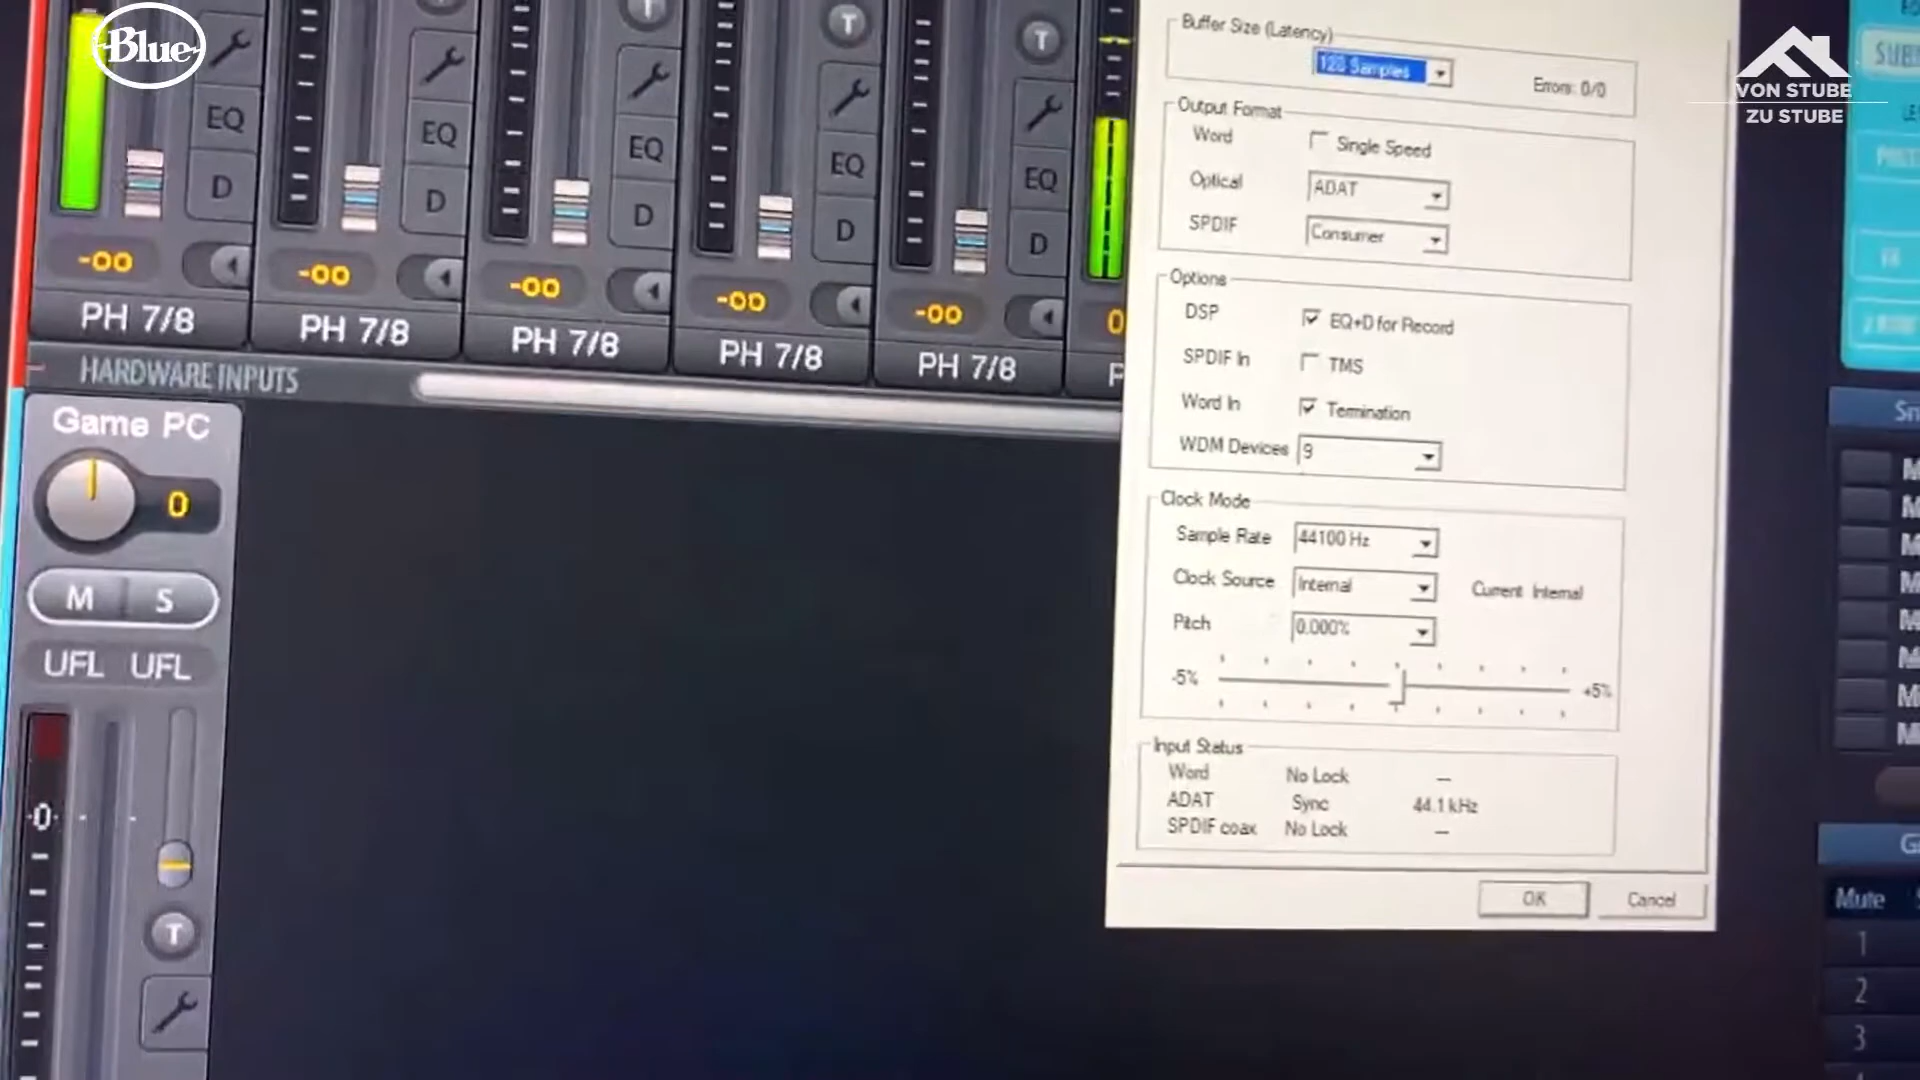 Blue
VON STUBE
ZU STUBE
T
T
T
EQ
EQ
EQ
EQ
EQ
D
D
D
D
D
-oo
-oo
-oo
-oo
-oo
0
PH 7/8
PH 7/8
PH 7/8
PH 7/8
PH 7/8
P
HARDWARE INPUTS
Game PC
0
M S
UFL UFL
0
T
Buffer Size (Latency)
128 Samples
Errors: 0/0
Output Format
Word Single Speed
Optical ADAT
SPDIF Consumer
Options
DSP EQ+D for Record
SPDIF In TMS
Word In Termination
WDM Devices 9
Clock Mode
Sample Rate 44100 Hz
Clock Source Internal Current Internal
Pitch 0.000%
-5% +5%
Input Status
Word No Lock ---
ADAT Sync 44.1 kHz
SPDIF coax No Lock ---
OK Cancel
Mute
1
2
3